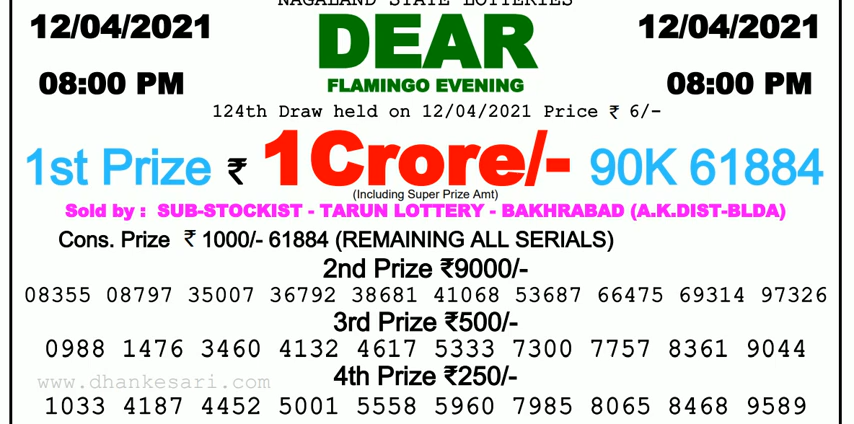 NAGALAND STATE LOTTERIES
12/04/2021 DEAR 12/04/2021
08:00 PM FLAMINGO EVENING 08:00 PM
124th Draw held on 12/04/2021 Price ₹ 6/-
1st Prize ₹ 1Crore/- 90K 61884
(Including Super Prize Amt)
Sold by : SUB-STOCKIST - TARUN LOTTERY - BAKHRABAD (A.K.DIST-BLDA)
Cons. Prize ₹ 1000/- 61884 (REMAINING ALL SERIALS)
2nd Prize ₹9000/-
08355 08797 35007 36792 38681 41068 53687 66475 69314 97326
3rd Prize ₹500/-
0988 1476 3460 4132 4617 5333 7300 7757 8361 9044
www.dhankesari.com
4th Prize ₹250/-
1033 4187 4452 5001 5558 5960 7985 8065 8468 9589